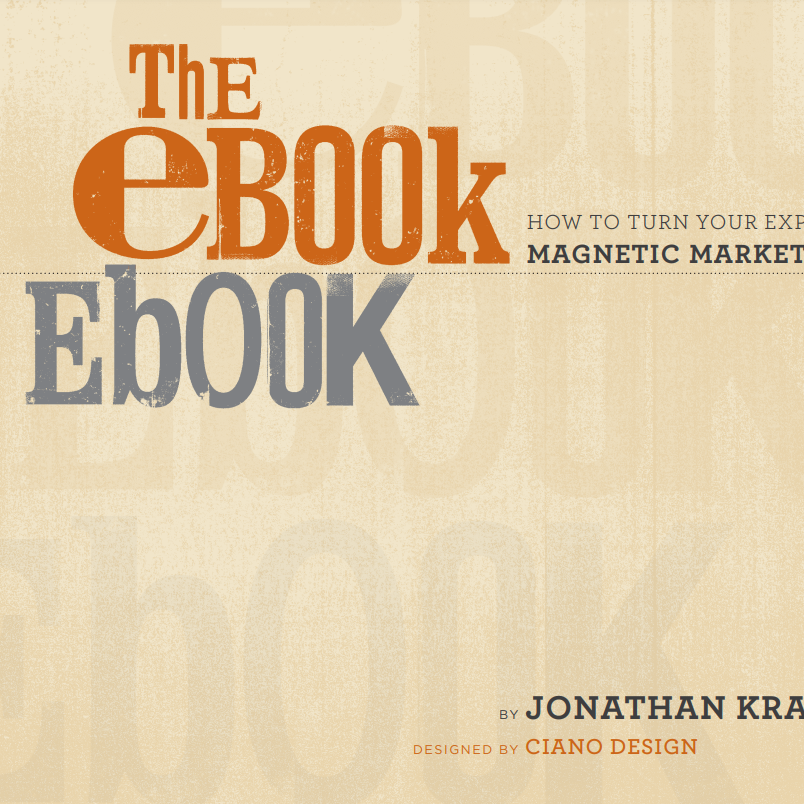 The
eBOOk
EbOOK
HOW TO TURN YOUR EXP
MAGNETIC MARKET
BY JONATHAN KRA
DESIGNED BY CIANO DESIGN